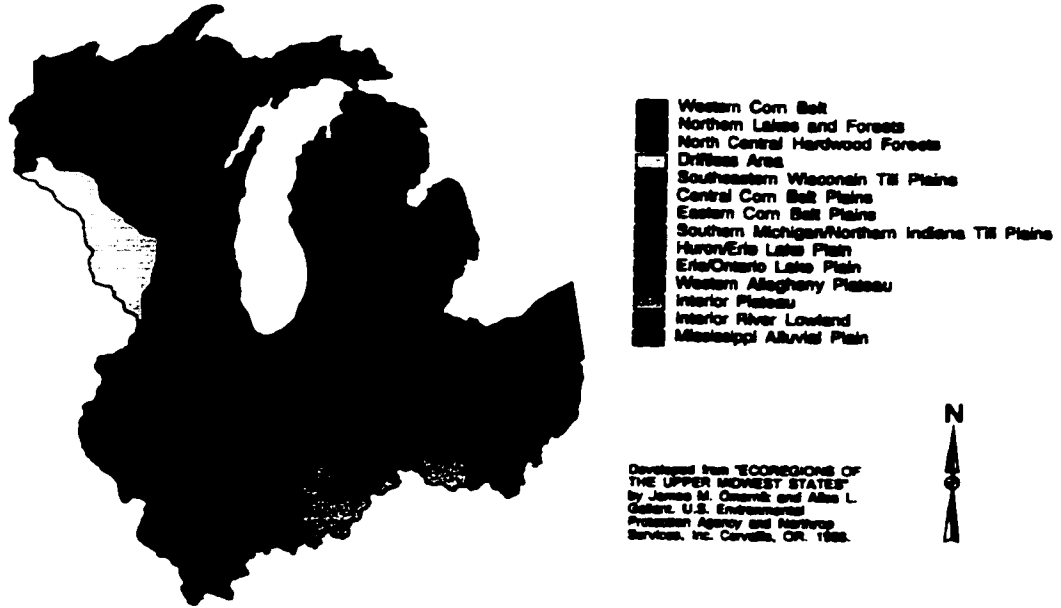 Western Corn Belt
Northern Lakes and Forests
North Central Hardwood Forests
Driftless Area
Southeastern Wisconsin Till Plains
Central Corn Belt Plains
Eastern Corn Belt Plains
Southern Michigan/Northern Indiana Till Plains
Huron/Erie Lake Plain
Erie/Ontario Lake Plain
Western Allegheny Plateau
Interior Plateau
Interior River Lowland
Mississippi Alluvial Plain
N
Developed from "ECOREGIONS OF
THE UPPER MIDWEST STATES"
by James M. Omernik and Alisa L.
Gallant. U.S. Environmental
Protection Agency and Northrop
Services, Inc. Corvallis, OR.